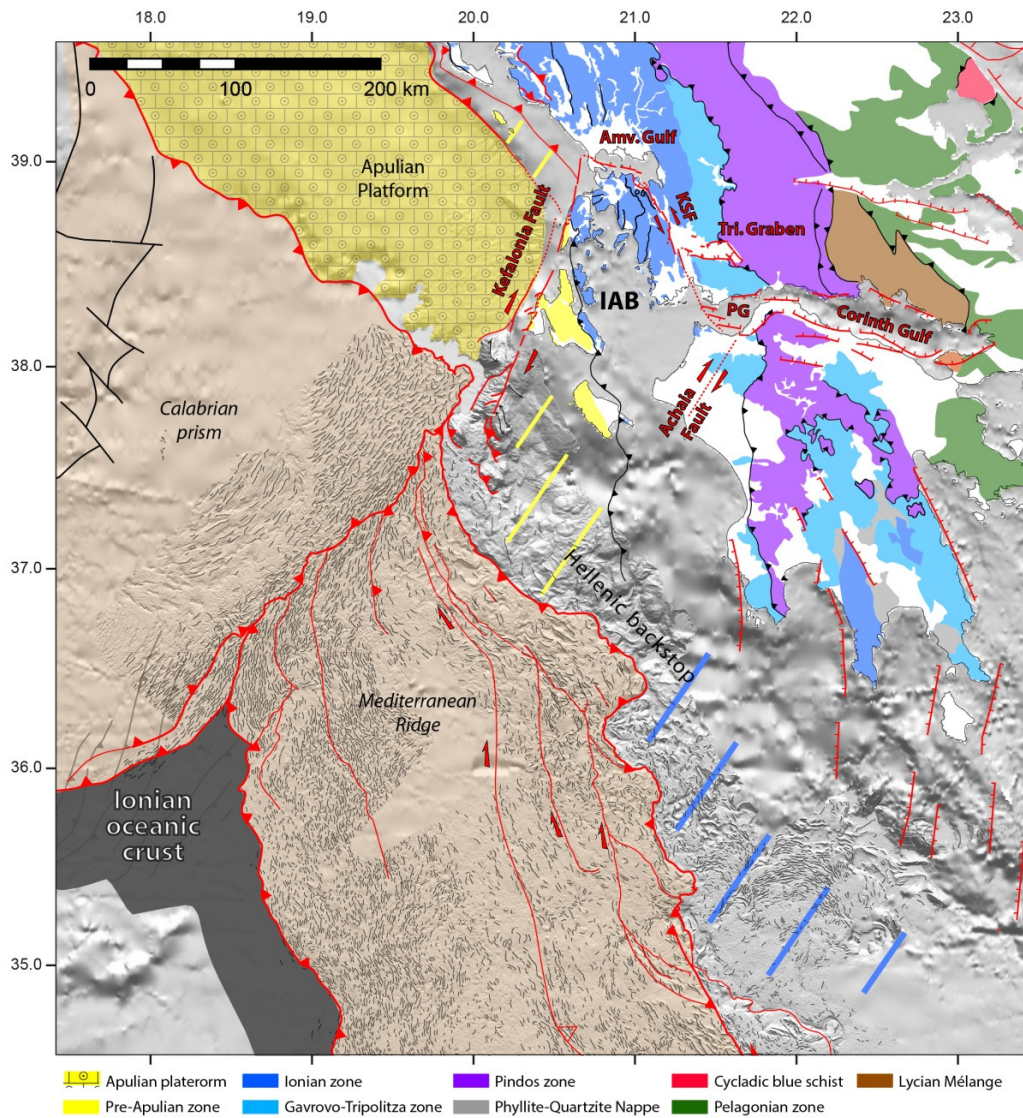 18.0 19.0 20.0 21.0 22.0 23.0
0 100 200 km
Amv. Gulf
39.0
Apulian
Platform
Kefalonia Fault
KSF
Tri. Graben
IAB
PG
Corinth Gulf
38.0
Calabrian
prism
Achaia
Fault
37.0
Hellenic backstop
Mediterranean
Ridge
36.0
Ionian
oceanic
crust
35.0
Apulian platerorm
Ionian zone
Pindos zone
Cycladic blue schist
Lycian Mélange
Pre-Apulian zone
Gavrovo-Tripolitza zone
Phyllite-Quartzite Nappe
Pelagonian zone